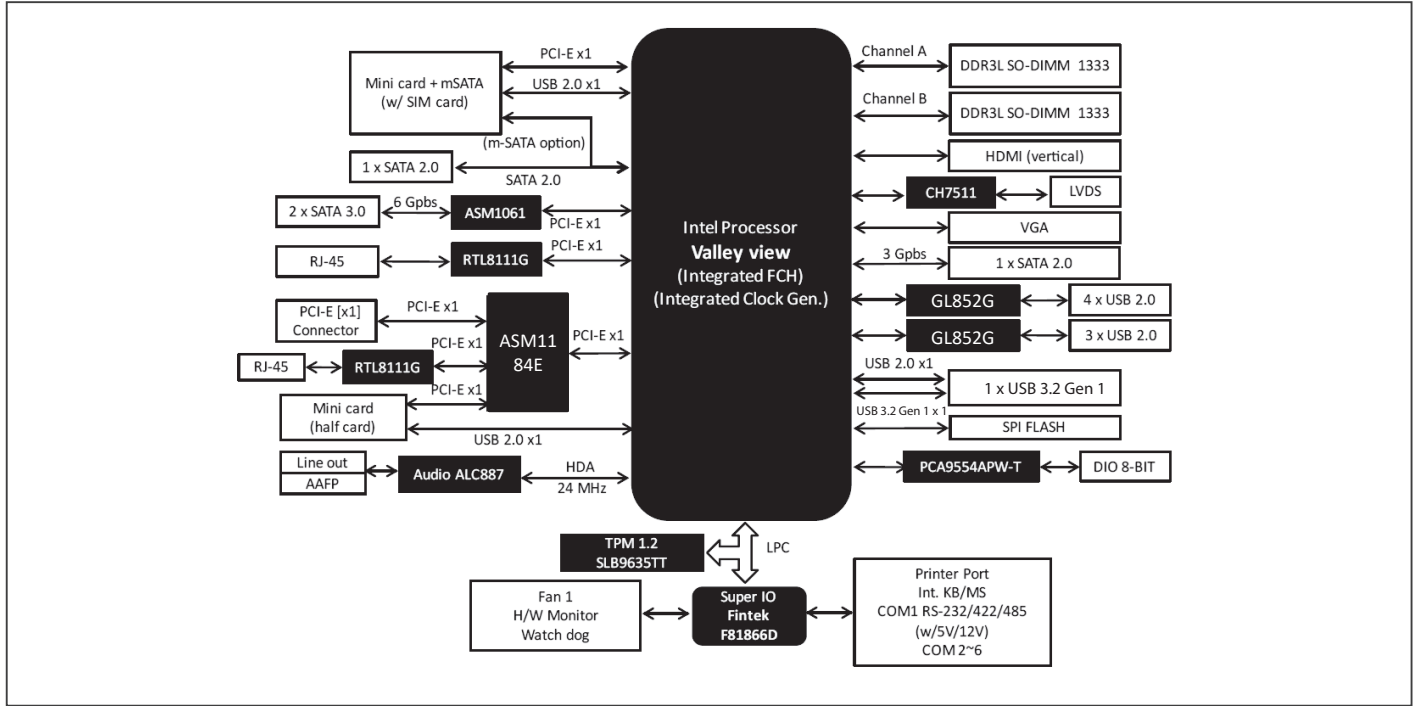 PCI-E x1
Mini card + mSATA
(w/ SIM card)
USB 2.0 x1
(m-SATA option)
1 x SATA 2.0
SATA 2.0
2 x SATA 3.0
6 Gpbs
ASM1061
PCI-E x1
RJ-45
RTL8111G
PCI-E x1
PCI-E [x1]
Connector
PCI-E x1
ASM11
84E
PCI-E x1
PCI-E x1
RJ-45
RTL8111G
PCI-E x1
Mini card
(half card)
USB 2.0 x1
Line out
AAFP
Audio ALC887
HDA
24 MHz
Intel Processor
Valley view
(Integrated FCH)
(Integrated Clock Gen.)
Channel A
DDR3L SO-DIMM 1333
Channel B
DDR3L SO-DIMM 1333
HDMI (vertical)
CH7511
LVDS
VGA
3 Gpbs
1 x SATA 2.0
GL852G
4 x USB 2.0
GL852G
3 x USB 2.0
USB 2.0 x1
1 x USB 3.2 Gen 1
USB 3.2 Gen 1 x 1
SPI FLASH
PCA9554APW-T
DIO 8-BIT
TPM 1.2
SLB9635TT
LPC
Fan 1
H/W Monitor
Watch dog
Super IO
Fintek
F81866D
Printer Port
Int. KB/MS
COM1 RS-232/422/485
(w/5V/12V)
COM 2~6